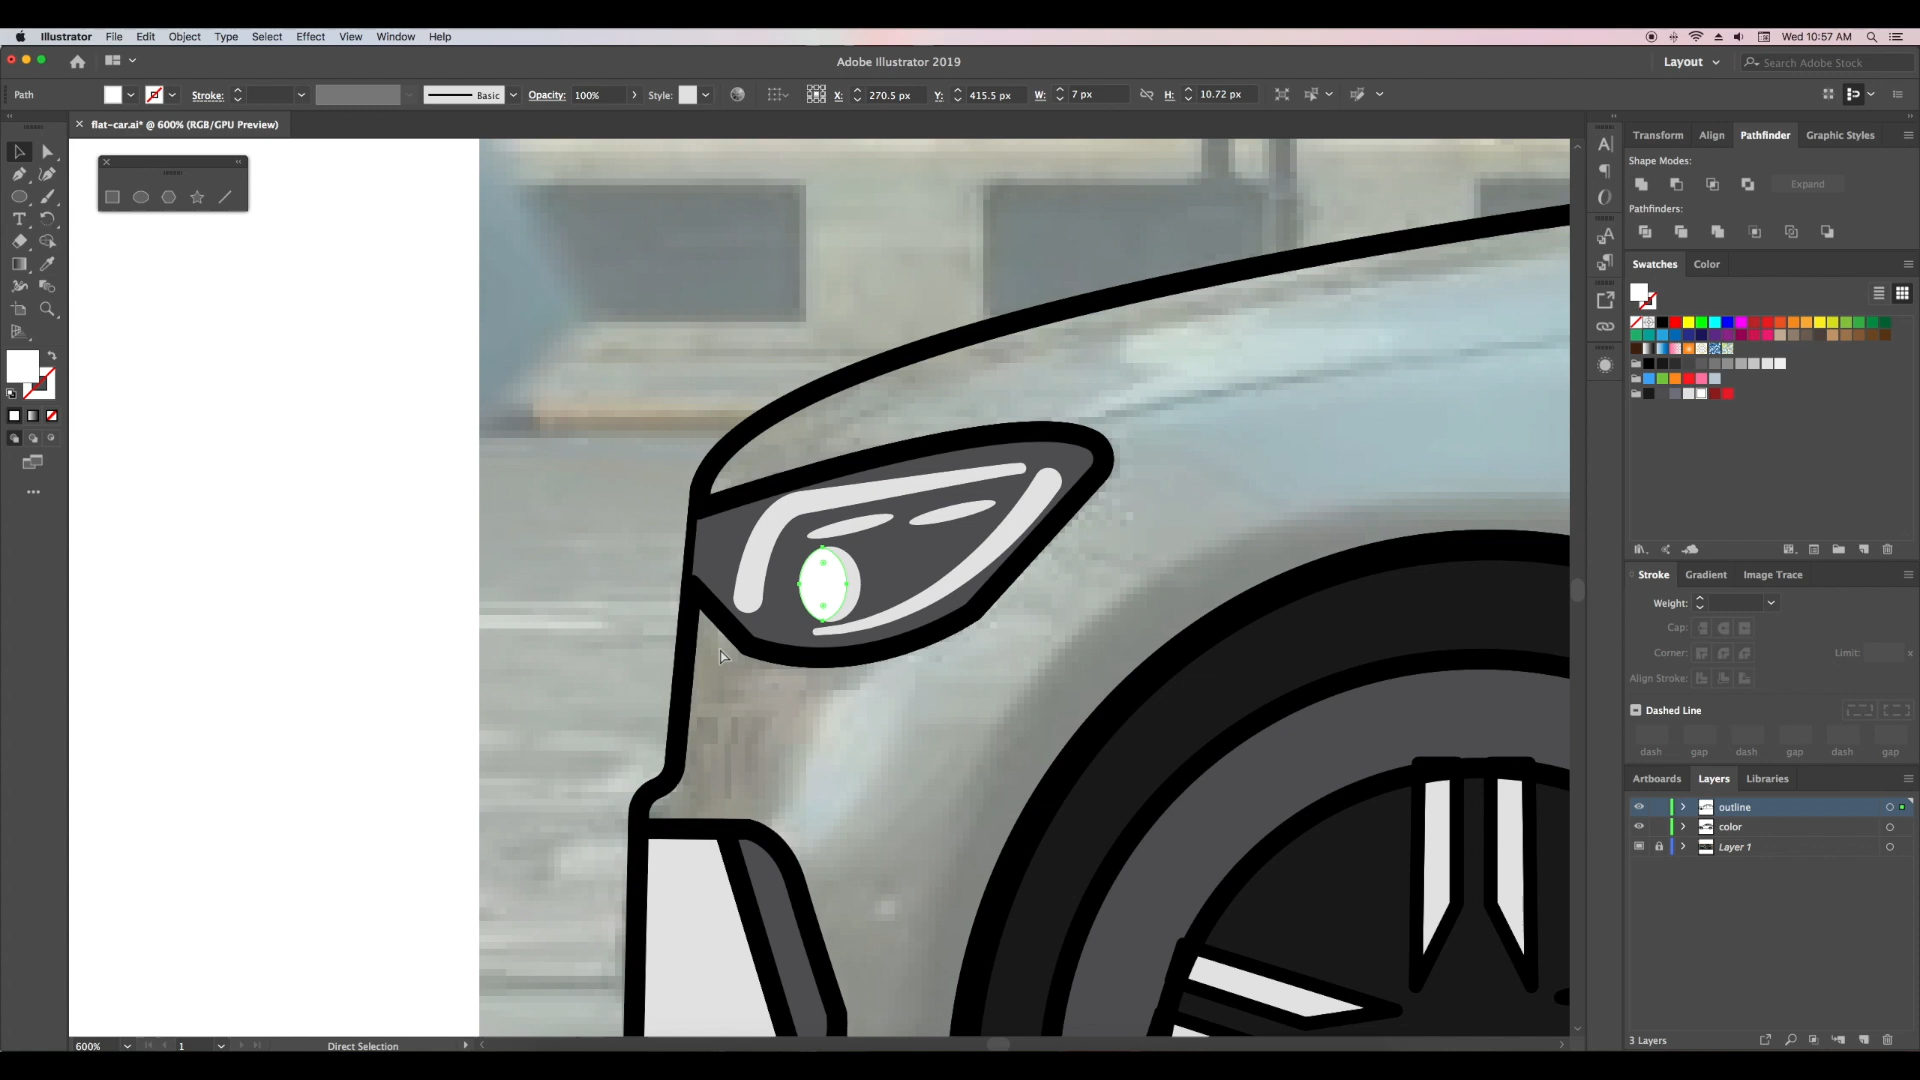 Illustrator File Edit Object Type Select Effect View Window Help Wed 10:57 AM
Adobe Illustrator 2019 Layout Search Adobe Stock
Path Stroke: Basic Opacity: 100% Style: X: 270.5 px Y: 415.5 px W: 7 px H: 10.72 px
flat-car.ai* @ 600% (RGB/GPU Preview)
Transform Align Pathfinder Graphic Styles
Shape Modes:
Expand
Pathfinders:
Swatches Color
Stroke Gradient Image Trace
Weight:
Cap:
Corner: Limit: x
Align Stroke:
Dashed Line
dash gap dash gap dash gap
Artboards Layers Libraries
outline
color
Layer 1
3 Layers
600% 1 Direct Selection